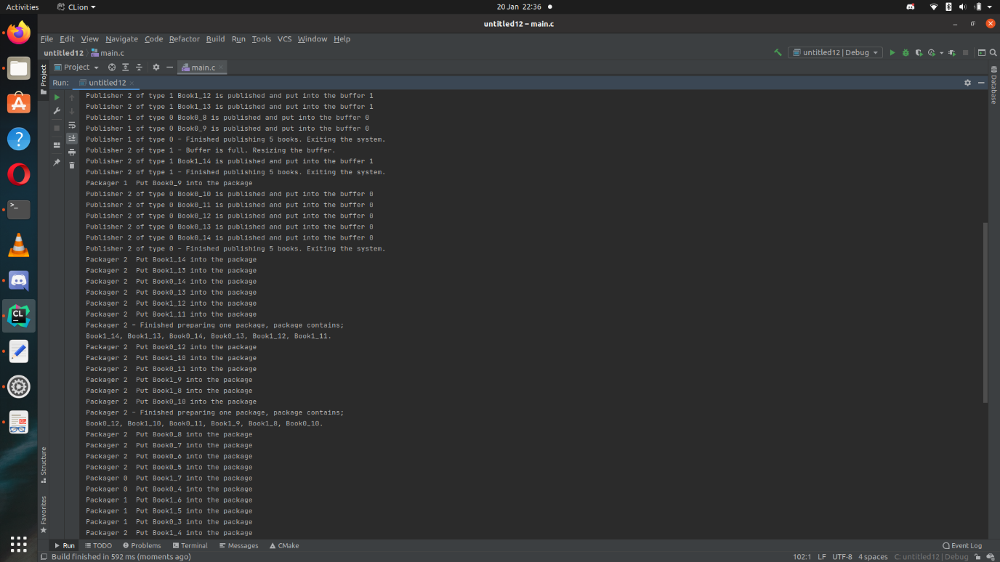 Activities CLion 20 Jan 22:36
untitled12 – main.c
File Edit View Navigate Code Refactor Build Run Tools VCS Window Help
untitled12 main.c untitled12 | Debug
Project main.c
Run: untitled12
Publisher 2 of type 1 Book1_12 is published and put into the buffer 1
Publisher 2 of type 1 Book1_13 is published and put into the buffer 1
Publisher 1 of type 0 Book0_8 is published and put into the buffer 0
Publisher 1 of type 0 Book0_9 is published and put into the buffer 0
Publisher 1 of type 0 - Finished publishing 5 books. Exiting the system.
Publisher 2 of type 1 - Buffer is full. Resizing the buffer.
Publisher 2 of type 1 Book1_14 is published and put into the buffer 1
Publisher 2 of type 1 - Finished publishing 5 books. Exiting the system.
Packager 1  Put Book0_9 into the package
Publisher 2 of type 0 Book0_10 is published and put into the buffer 0
Publisher 2 of type 0 Book0_11 is published and put into the buffer 0
Publisher 2 of type 0 Book0_12 is published and put into the buffer 0
Publisher 2 of type 0 Book0_13 is published and put into the buffer 0
Publisher 2 of type 0 Book0_14 is published and put into the buffer 0
Publisher 2 of type 0 - Finished publishing 5 books. Exiting the system.
Packager 2  Put Book1_14 into the package
Packager 2  Put Book1_13 into the package
Packager 2  Put Book0_14 into the package
Packager 2  Put Book0_13 into the package
Packager 2  Put Book1_12 into the package
Packager 2  Put Book1_11 into the package
Packager 2 - Finished preparing one package, package contains;
Book1_14, Book1_13, Book0_14, Book0_13, Book1_12, Book1_11.
Packager 2  Put Book0_12 into the package
Packager 2  Put Book1_10 into the package
Packager 2  Put Book0_11 into the package
Packager 2  Put Book1_9 into the package
Packager 2  Put Book1_8 into the package
Packager 2  Put Book0_10 into the package
Packager 2 - Finished preparing one package, package contains;
Book0_12, Book1_10, Book0_11, Book1_9, Book1_8, Book0_10.
Packager 2  Put Book0_8 into the package
Packager 2  Put Book0_7 into the package
Packager 2  Put Book0_6 into the package
Packager 2  Put Book0_5 into the package
Packager 0  Put Book1_7 into the package
Packager 0  Put Book0_4 into the package
Packager 1  Put Book1_6 into the package
Packager 1  Put Book1_5 into the package
Packager 1  Put Book0_3 into the package
Packager 2  Put Book1_4 into the package
Project
Structure
Favorites
Database
CL
Run TODO Problems Terminal Messages CMake Event Log
Build finished in 592 ms (moments ago) 102:1 LF UTF-8 4 spaces C: untitled12 | Debug